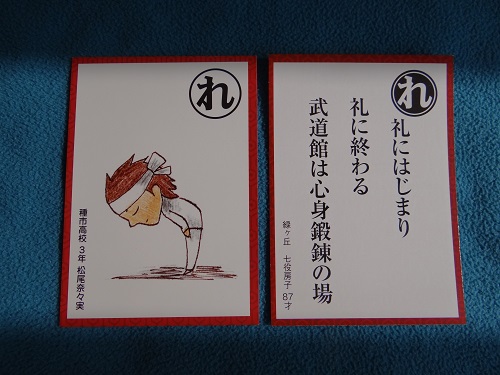 れ
種市高校 3年 松尾奈々実
れ
礼にはじまり
礼に終わる
武道館は心身鍛錬の場
緑ヶ丘 七役房子 87才